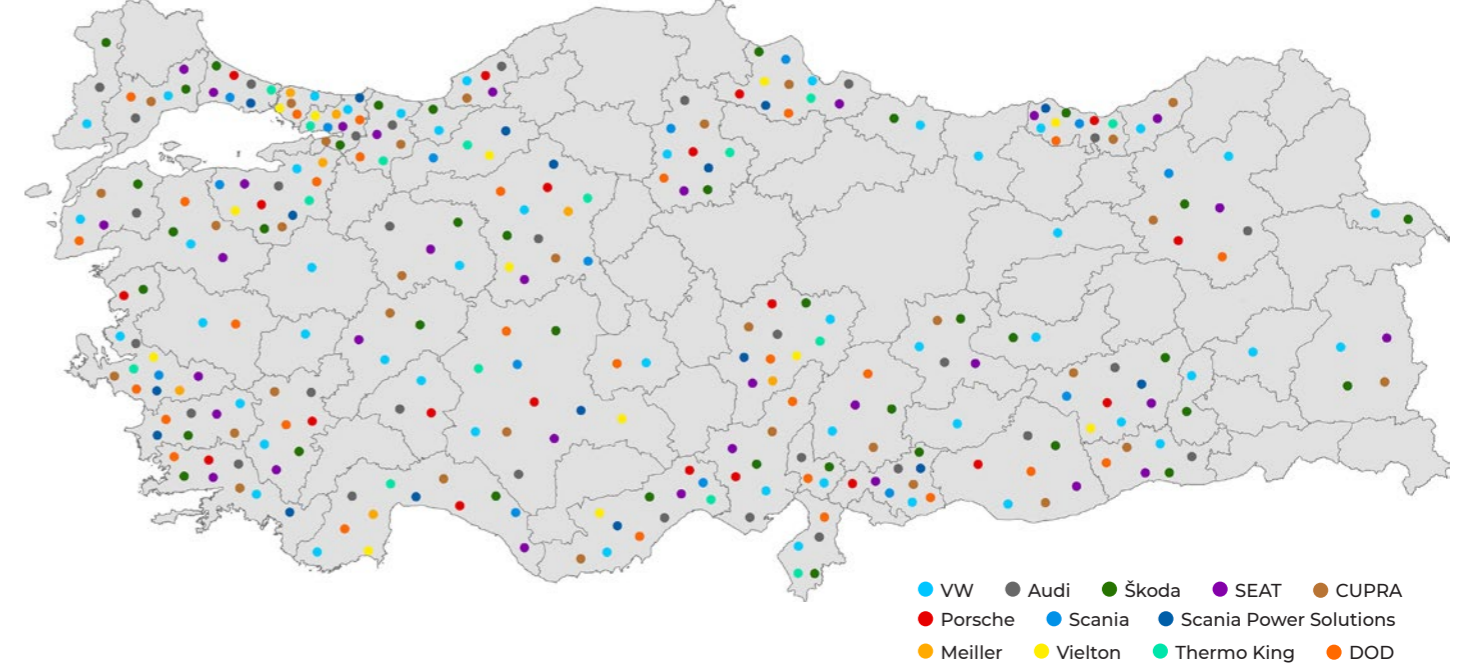 VW Audi Škoda SEAT CUPRA
Porsche Scania Scania Power Solutions
Meiller Vielton Thermo King DOD